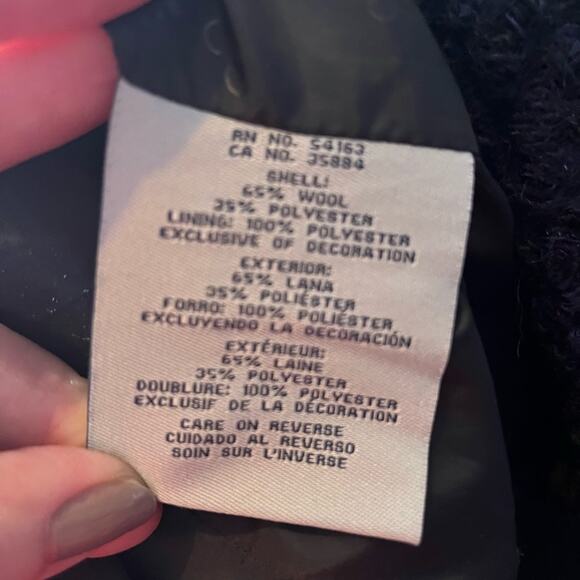 RN NO. 54163
CA NO. 35884
SHELL:
65% WOOL
35% POLYESTER
LINING: 100% POLYESTER
EXCLUSIVE OF DECORATION
EXTERIOR:
65% LANA
35% POLIÉSTER
FORRO: 100% POLIÉSTER
EXCLUYENDO LA DECORACIÓN
EXTÉRIEUR:
65% LAINE
35% POLYESTER
DOUBLURE: 100% POLYESTER
EXCLUSIF DE LA DÉCORATION
CARE ON REVERSE
CUIDADO AL REVERSO
SOIN SUR L'INVERSE